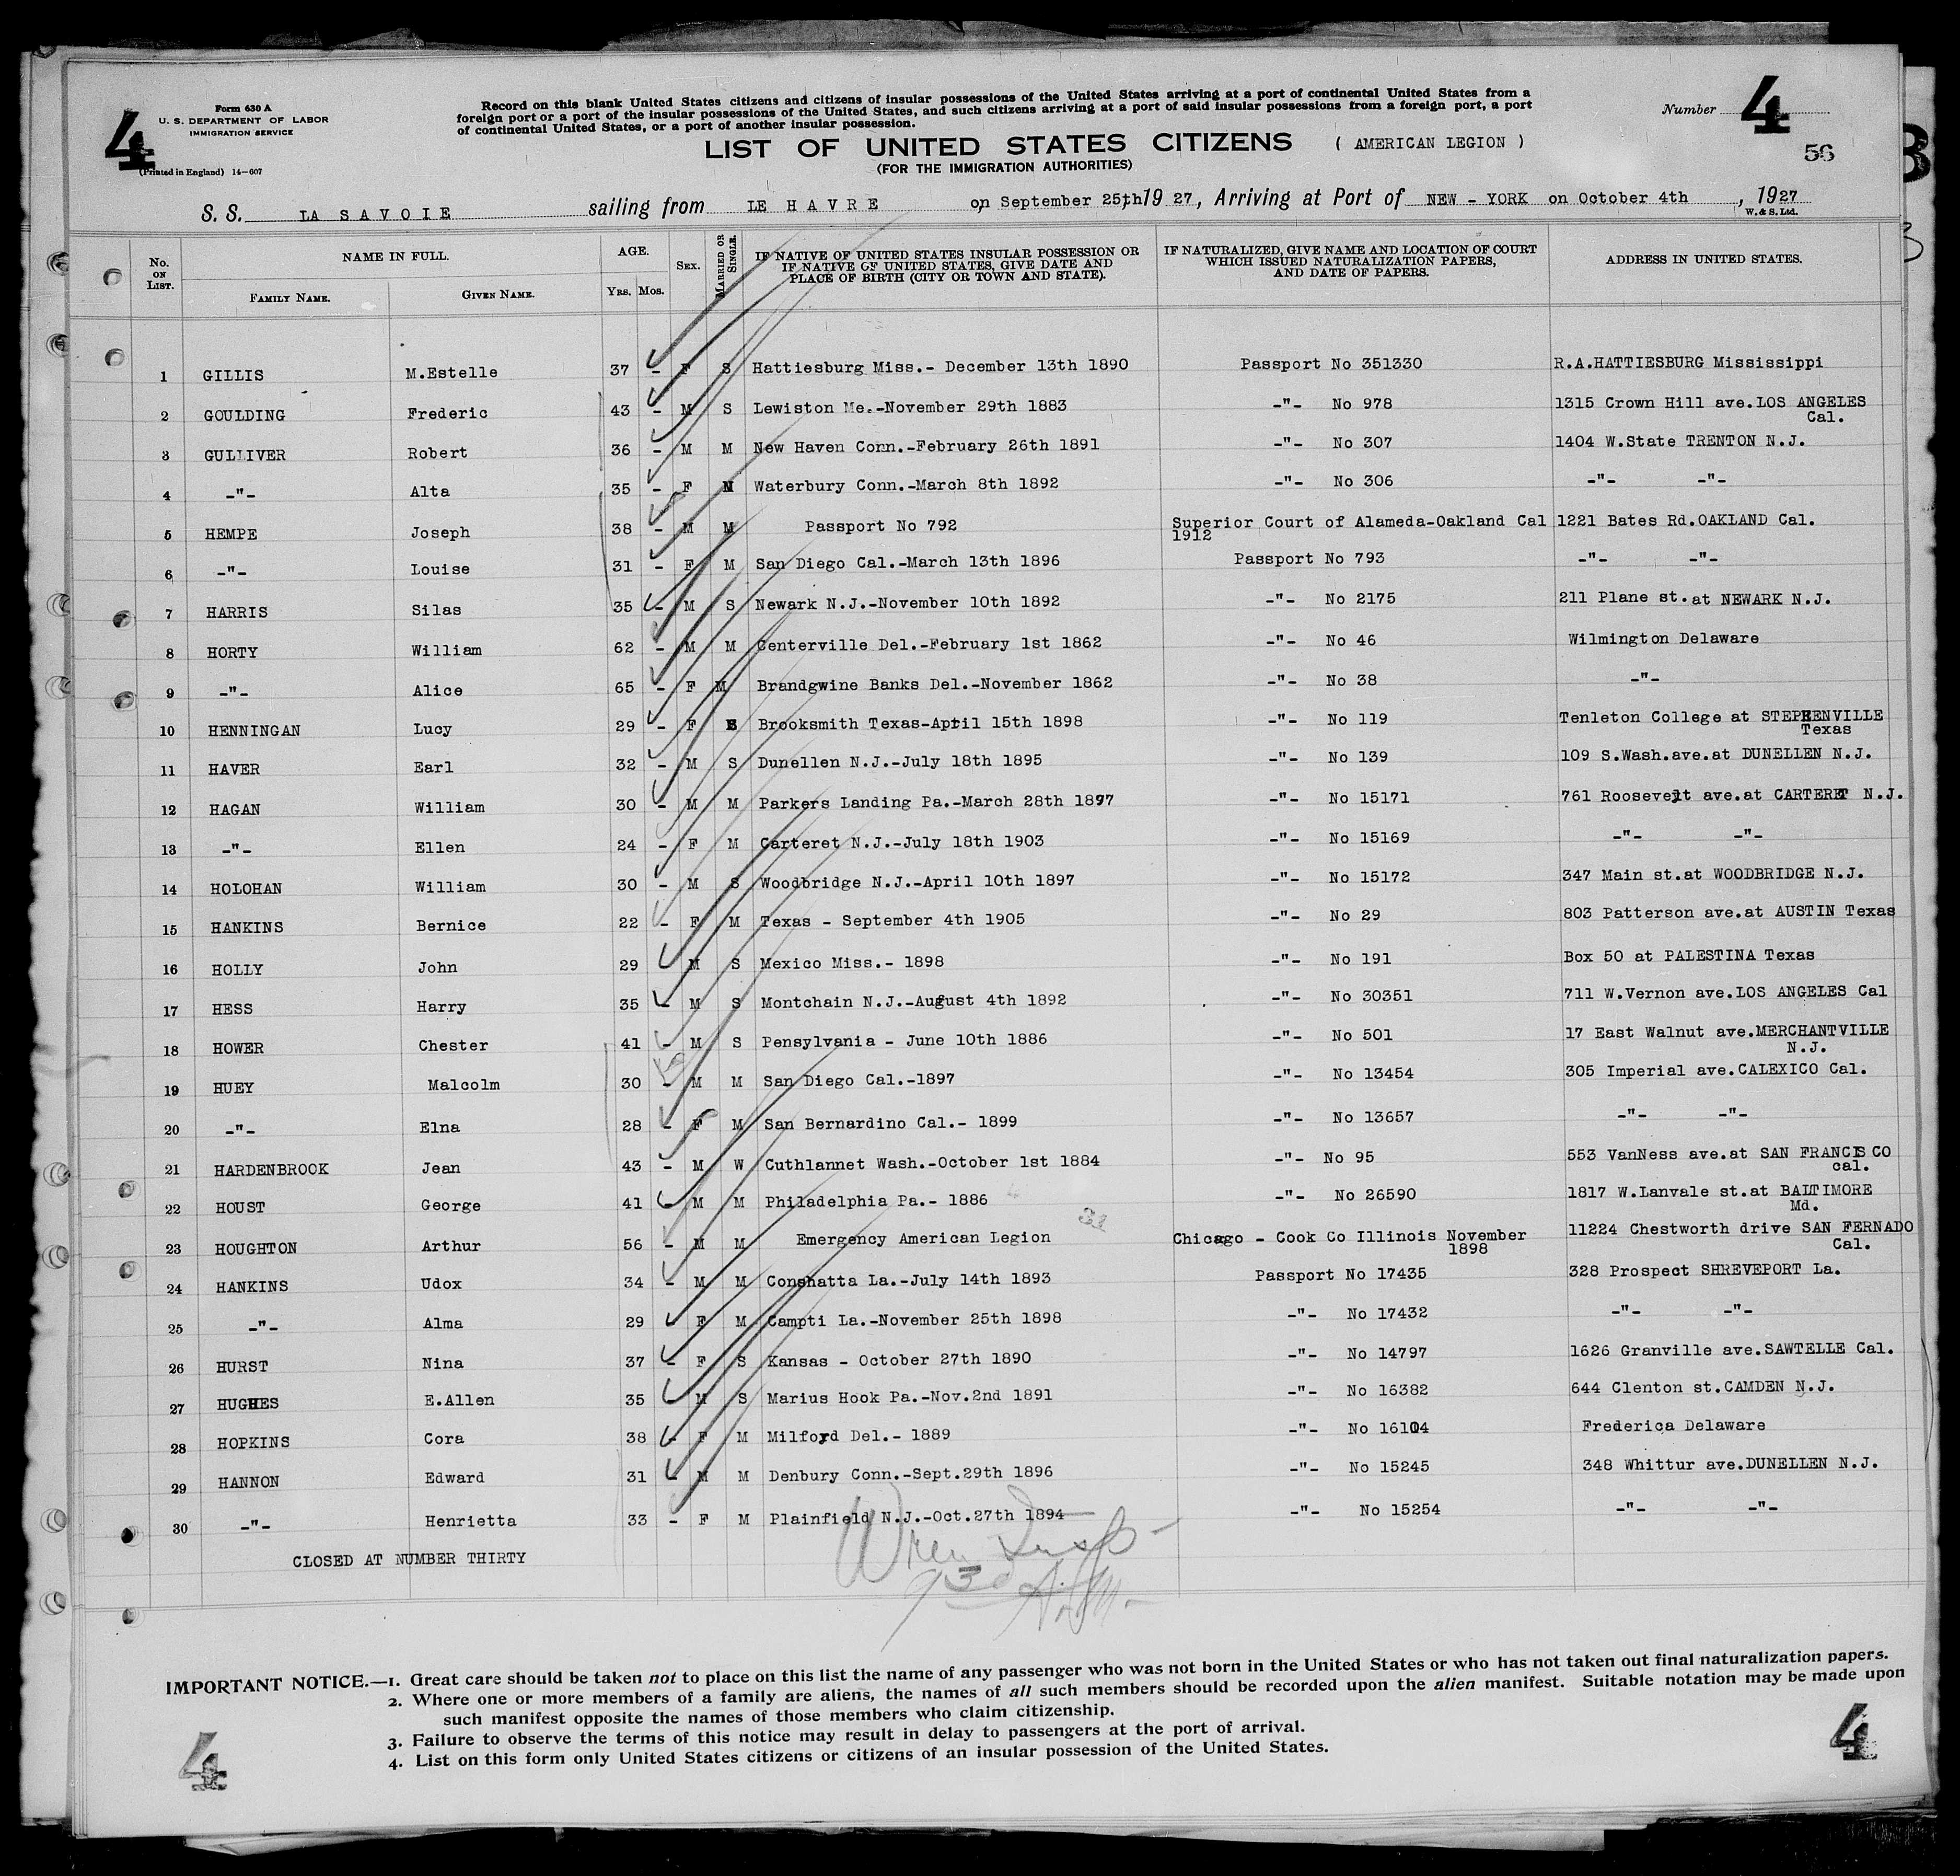 4
Form 630 A
U. S. DEPARTMENT OF LABOR
IMMIGRATION SERVICE
(Printed in England) 14—607
Record on this blank United States citizens and citizens of insular possessions of the United States arriving at a port of continental United States from a
foreign port or a port of the insular possessions of the United States, and such citizens arriving at a port of said insular possessions from a foreign port, a port
of continental United States, or a port of another insular possession.
Number 4
56
LIST OF UNITED STATES CITIZENS ( AMERICAN LEGION )
(FOR THE IMMIGRATION AUTHORITIES)
S. S. LA SAVOIE sailing from LE HAVRE on September 25th 1927, Arriving at Port of NEW - YORK on October 4th, 1927
W. & S. Ltd.
No. ON LIST. NAME IN FULL. FAMILY NAME. GIVEN NAME. AGE. YRS. MOS. SEX. MARRIED OR SINGLE. IF NATIVE OF UNITED STATES INSULAR POSSESSION OR IF NATIVE OF UNITED STATES, GIVE DATE AND PLACE OF BIRTH (CITY OR TOWN AND STATE). IF NATURALIZED, GIVE NAME AND LOCATION OF COURT WHICH ISSUED NATURALIZATION PAPERS, AND DATE OF PAPERS. ADDRESS IN UNITED STATES.
1 GILLIS M.Estelle 37 - F S Hattiesburg Miss.- December 13th 1890 Passport No 351330 R.A.HATTIESBURG Mississippi
2 GOULDING Frederic 43 - M S Lewiston Me.-November 29th 1883 -"- No 978 1315 Crown Hill ave.LOS ANGELES
Cal.
3 GULLIVER Robert 36 - M M New Haven Conn.-February 26th 1891 -"- No 307 1404 W.State TRENTON N.J.
4 -"- Alta 35 - F M Waterbury Conn.-March 8th 1892 -"- No 306 -"- -"-
5 HEMPE Joseph 38 - M M Passport No 792 Superior Court of Alameda-Oakland Cal 1221 Bates Rd.OAKLAND Cal.
1912
6 -"- Louise 31 - F M San Diego Cal.-March 13th 1896 Passport No 793 -"- -"-
7 HARRIS Silas 35 - M S Newark N.J.-November 10th 1892 -"- No 2175 211 Plane st.at NEWARK N.J.
8 HORTY William 62 - M M Centerville Del.-February 1st 1862 -"- No 46 Wilmington Delaware
9 -"- Alice 65 - F M Brandgwine Banks Del.-November 1862 -"- No 38 -"-
10 HENNINGAN Lucy 29 - F S Brooksmith Texas-April 15th 1898 -"- No 119 Tenleton College at STEPHENVILLE
Texas
11 HAVER Earl 32 - M S Dunellen N.J.-July 18th 1895 -"- No 139 109 S.Wash.ave.at DUNELLEN N.J.
12 HAGAN William 30 - M M Parkers Landing Pa.-March 28th 1897 -"- No 15171 761 Roosevelt ave.at CARTERET N.J.
13 -"- Ellen 24 - F M Carteret N.J.-July 18th 1903 -"- No 15169 -"- -"-
14 HOLOHAN William 30 - M S Woodbridge N.J.-April 10th 1897 -"- No 15172 347 Main st.at WOODBRIDGE N.J.
15 HANKINS Bernice 22 - F M Texas - September 4th 1905 -"- No 29 803 Patterson ave.at AUSTIN Texas
16 HOLLY John 29 - M S Mexico Miss.- 1898 -"- No 191 Box 50 at PALESTINA Texas
17 HESS Harry 35 - M S Montchain N.J.-August 4th 1892 -"- No 30351 711 W.Vernon ave.LOS ANGELES Cal
18 HOWER Chester 41 - M S Pensylvania - June 10th 1886 -"- No 501 17 East Walnut ave.MERCHANTVILLE
N.J.
19 HUEY Malcolm 30 - M M San Diego Cal.-1897 -"- No 13454 305 Imperial ave.CALEXICO Cal.
20 -"- Elna 28 - F M San Bernardino Cal.- 1899 -"- No 13657 -"- -"-
21 HARDENBROOK Jean 43 - M W Cuthlannet Wash.-October 1st 1884 -"- No 95 553 VanNess ave.at SAN FRANCISCO
cal.
22 HOUST George 41 - M M Philadelphia Pa.- 1886 -"- No 26590 1817 W.Lanvale st.at BALTIMORE
Md.
23 HOUGHTON Arthur 56 - M M Emergency American Legion Chicago - Cook Co Illinois November 11224 Chestworth drive SAN FERNADO
1898 Cal.
24 HANKINS Udox 34 - M M Conshatta La.-July 14th 1893 Passport No 17435 328 Prospect SHREVEPORT La.
25 -"- Alma 29 - F M Campti La.-November 25th 1898 -"- No 17432 -"- -"-
26 HURST Nina 37 - F S Kansas - October 27th 1890 -"- No 14797 1626 Granville ave.SAWTELLE Cal.
27 HUGHES E.Allen 35 - M S Marius Hook Pa.-Nov.2nd 1891 -"- No 16382 644 Clenton st.CAMDEN N.J.
28 HOPKINS Cora 38 - F M Milford Del.- 1889 -"- No 16104 Frederica Delaware
29 HANNON Edward 31 - M M Denbury Conn.-Sept.29th 1896 -"- No 15245 348 Whittur ave.DUNELLEN N.J.
30 -"- Henrietta 33 - F M Plainfield N.J.-Oct.27th 1894 -"- No 15254 -"- -"-
CLOSED AT NUMBER THIRTY
IMPORTANT NOTICE.—1. Great care should be taken not to place on this list the name of any passenger who was not born in the United States or who has not taken out final naturalization papers.
2. Where one or more members of a family are aliens, the names of all such members should be recorded upon the alien manifest. Suitable notation may be made upon
such manifest opposite the names of those members who claim citizenship.
3. Failure to observe the terms of this notice may result in delay to passengers at the port of arrival.
4. List on this form only United States citizens or citizens of an insular possession of the United States.
4 4